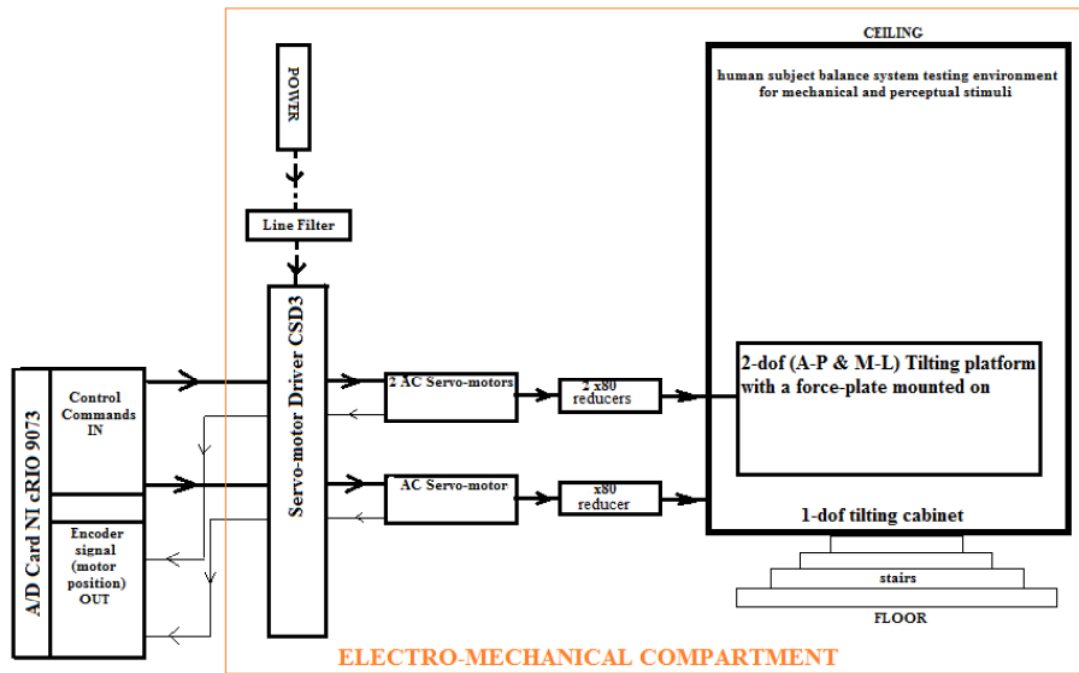 CEILING
POWER
human subject balance system testing environment
for mechanical and perceptual stimuli
Line Filter
Servo-motor Driver CSD3
A/D Card NI cRIO 9073
Control
Commands
IN
2 AC Servo-motors
2 x80
reducers
2-dof (A-P & M-L) Tilting platform
with a force-plate mounted on
AC Servo-motor
x80
reducer
1-dof tilting cabinet
Encoder
signal
(motor
position)
OUT
stairs
FLOOR
ELECTRO-MECHANICAL COMPARTMENT